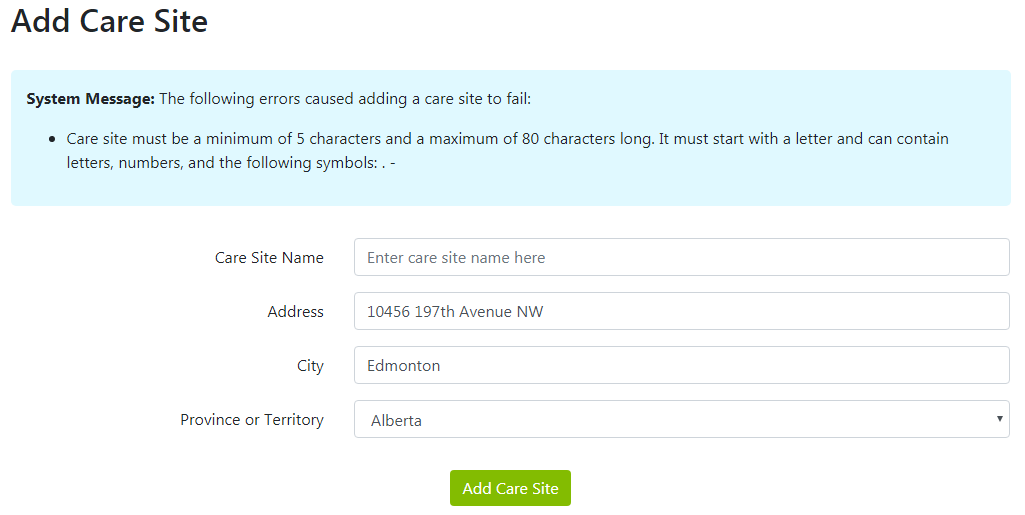 Add Care Site
System Message: The following errors caused adding a care site to fail:
• Care site must be a minimum of 5 characters and a maximum of 80 characters long. It must start with a letter and can contain
letters, numbers, and the following symbols: . -
Care Site Name Enter care site name here
Address 10456 197th Avenue NW
City Edmonton
Province or Territory Alberta
Add Care Site